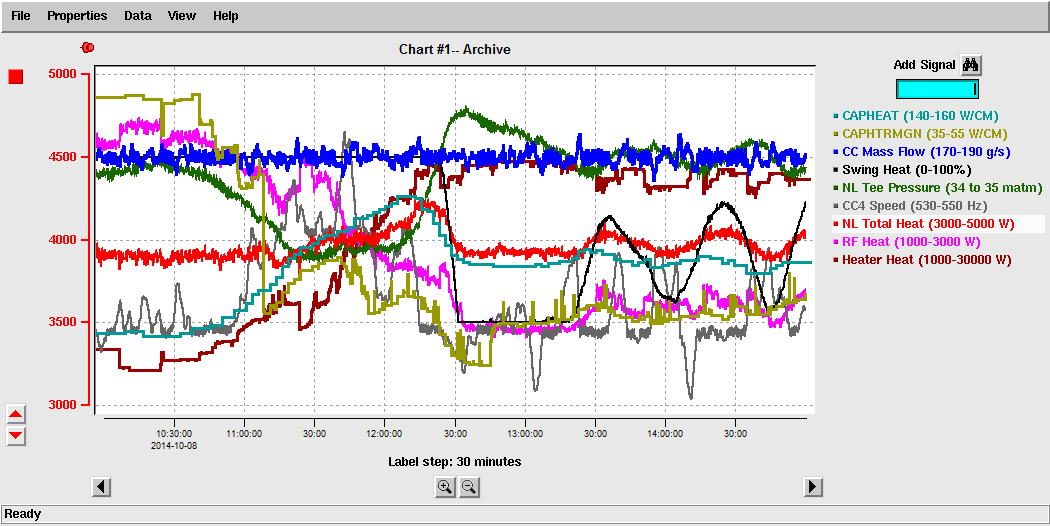 File Properties Data View Help
Chart #1-- Archive
Add Signal
5000
4500
4000
3500
3000
CAPHEAT (140-160 W/CM)
CAPHTRMGN (35-55 W/CM)
CC Mass Flow (170-190 g/s)
Swing Heat (0-100%)
NL Tee Pressure (34 to 35 matm)
CC4 Speed (530-550 Hz)
NL Total Heat (3000-5000 W)
RF Heat (1000-3000 W)
Heater Heat (1000-30000 W)
10:30:00 11:00:00 30:00 12:00:00 30:00 13:00:00 30:00 14:00:00 30:00
2014-10-08
Label step: 30 minutes
Ready